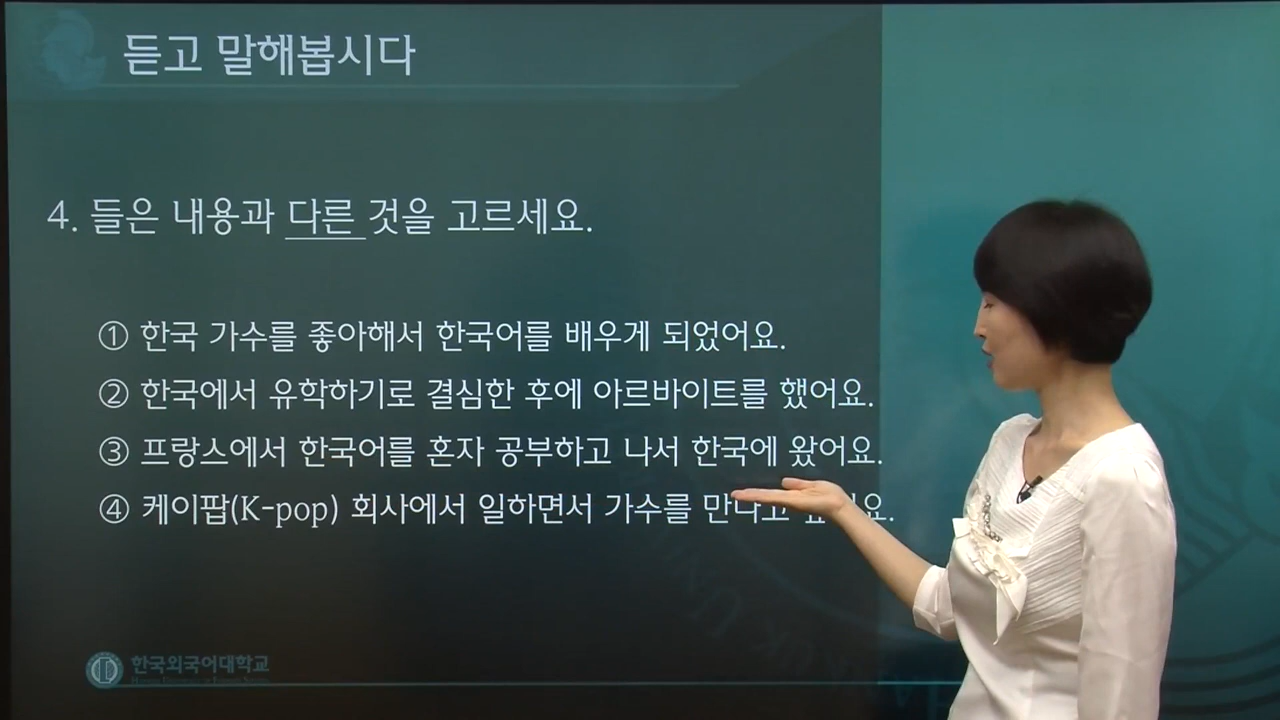 듣고 말해봅시다
4. 들은 내용과 다른 것을 고르세요.
① 한국 가수를 좋아해서 한국어를 배우게 되었어요.
② 한국에서 유학하기로 결심한 후에 아르바이트를 했어요.
③ 프랑스에서 한국어를 혼자 공부하고 나서 한국에 왔어요.
④ 케이팝(K-pop) 회사에서 일하면서 가수를 만나고
한국외국어대학교